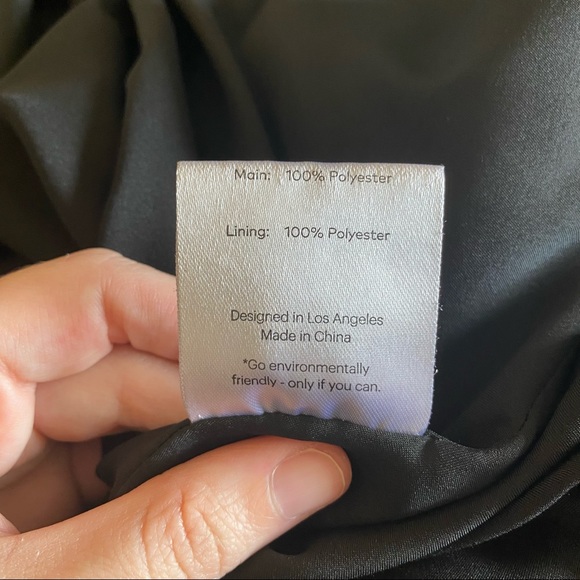 Main: 100% Polyester
Lining: 100% Polyester
Designed in Los Angeles
Made in China
*Go environmentally
friendly - only if you can.